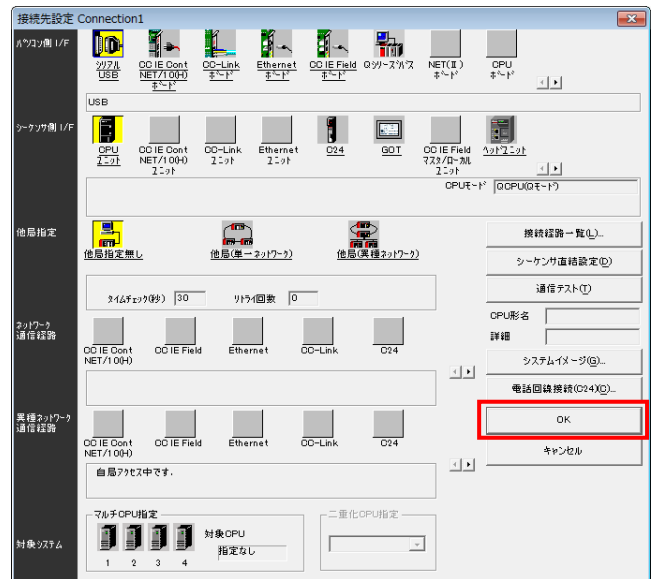 接続先設定 Connection1
パソコン側 I/F
シリアル
USB
CC IE Cont
NET/10(H)
ボード
CC-Link
ボード
Ethernet
ボード
CC IE Field
ボード
Qシリーズバス
NET(II)
ボード
CPU
ボード
USB
シーケンサ側 I/F
CPU
ユニット
CC IE Cont
NET/10(H)
ユニット
CC-Link
ユニット
Ethernet
ユニット
C24
GOT
CC IE Field
マスタ/ローカル
ユニット
ヘッドユニット
CPUモード QCPU(Qモード)
他局指定
他局指定無し
他局(単一ネットワーク)
他局(異種ネットワーク)
タイムチェック(秒) 30 リトライ回数 0
接続経路一覧(L)...
シーケンサ直結設定(D)
通信テスト(T)
CPU形名
詳細
システムイメージ(G)...
電話回線接続(C24)(C)...
OK
キャンセル
ネットワーク
通信経路
CC IE Cont
NET/10(H)
CC IE Field
Ethernet
CC-Link
C24
異種ネットワーク
通信経路
CC IE Cont
NET/10(H)
CC IE Field
Ethernet
CC-Link
C24
自局アクセス中です.
対象システム
マルチCPU指定
1 2 3 4
対象CPU
指定なし
二重化CPU指定